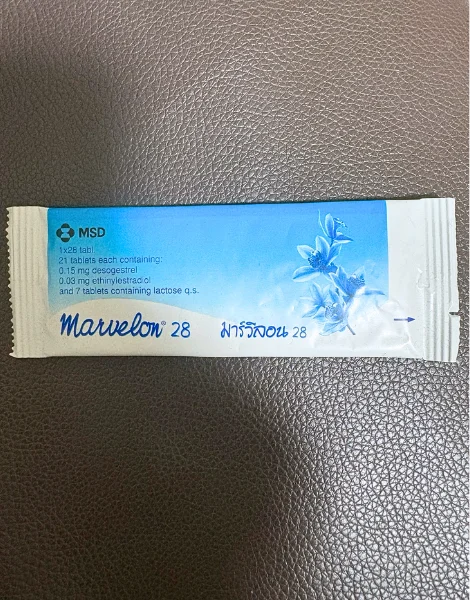 MSD
1x28 tabl.
21 tablets each containing:
0.15 mg desogestrel
0.03 mg ethinylestradiol
and 7 tablets containing lactose q.s.
Marvelon® 28 มาร์วีลอน 28